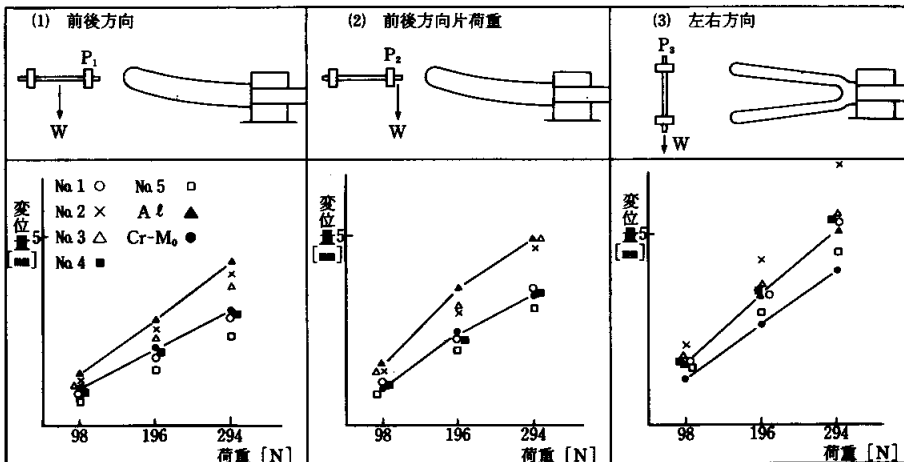 (1) 前後方向
P₁
W
(2) 前後方向片荷重
P₂
W
(3) 左右方向
P₃
W
No.1 ○ No.5 □
No.2 × Aℓ ▲
No.3 △ Cr-M₀ ●
No.4 ■
変位量
[mm]
5
98 196 294
荷重 [N]
変位量
[mm]
5
98 196 294
荷重 [N]
変位量
[mm]
5
98 196 294
荷重 [N]